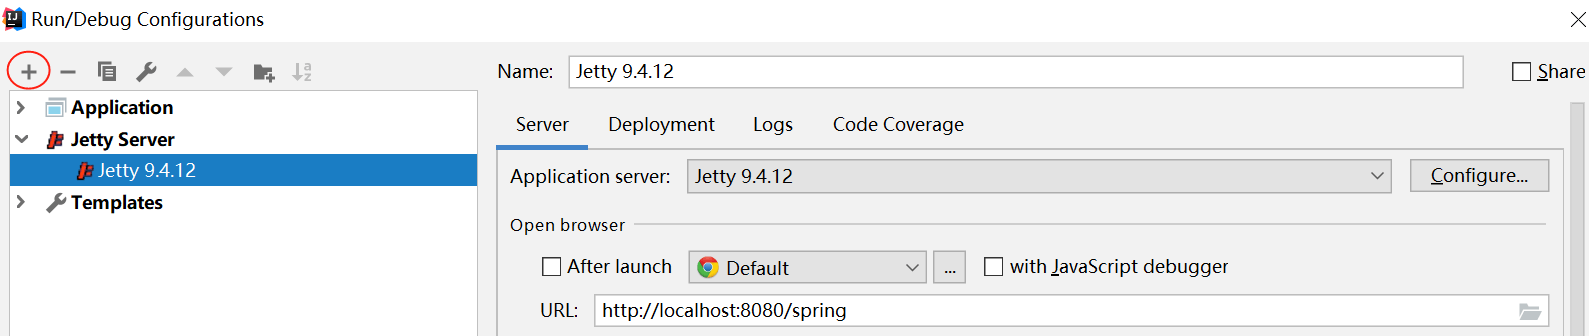 Run/Debug Configurations
Name: Jetty 9.4.12 Share
Application
Jetty Server
Jetty 9.4.12
Templates
Server Deployment Logs Code Coverage
Application server: Jetty 9.4.12 Configure...
Open browser
After launch Default ... with JavaScript debugger
URL: http://localhost:8080/spring